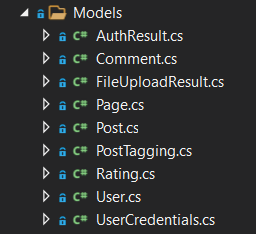 Models
C# AuthResult.cs
C# Comment.cs
C# FileUploadResult.cs
C# Page.cs
C# Post.cs
C# PostTagging.cs
C# Rating.cs
C# User.cs
C# UserCredentials.cs